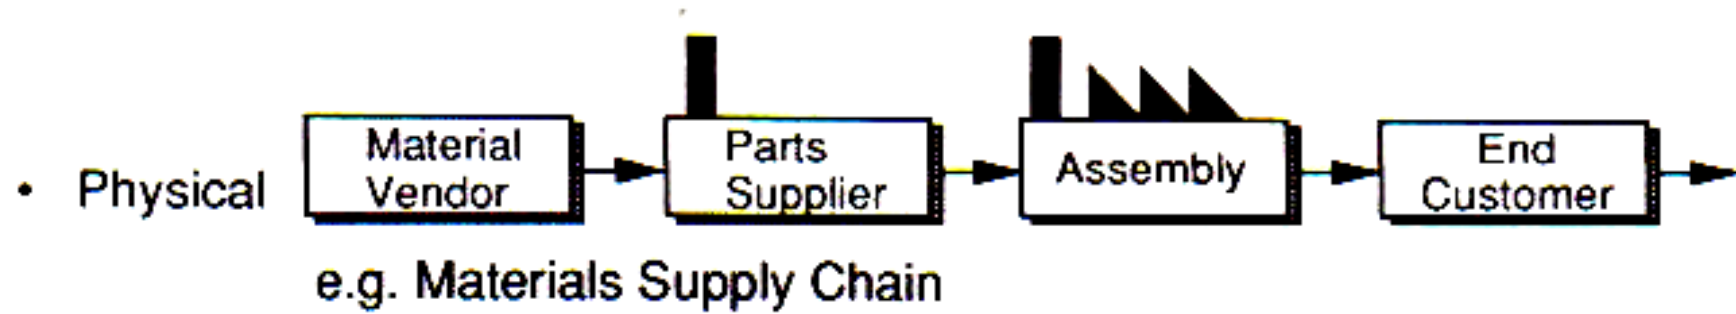 • Physical
Material
Vendor
Parts
Supplier
Assembly
End
Customer
e.g. Materials Supply Chain